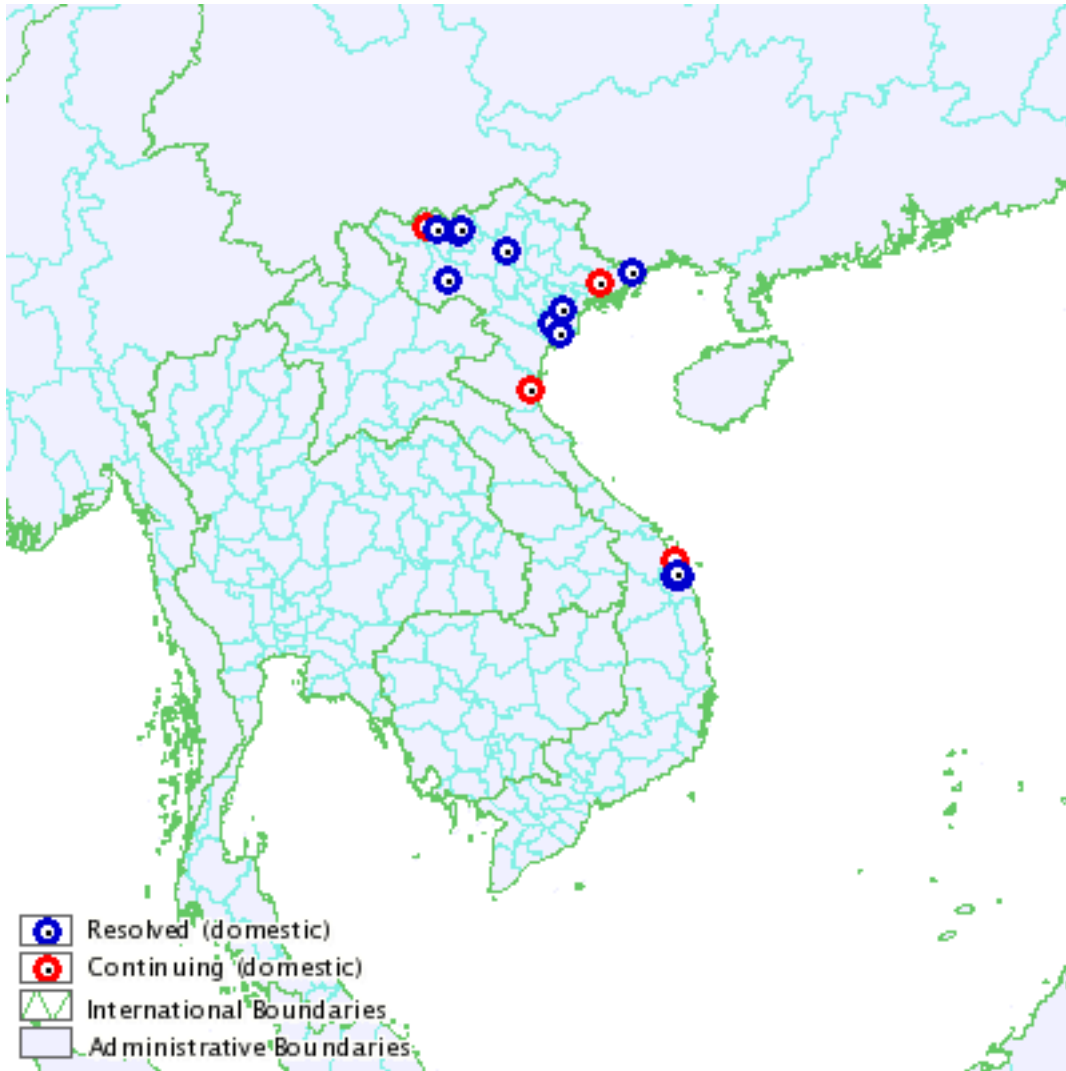 Resolved (domestic)
Continuing (domestic)
International Boundaries
Administrative Boundaries